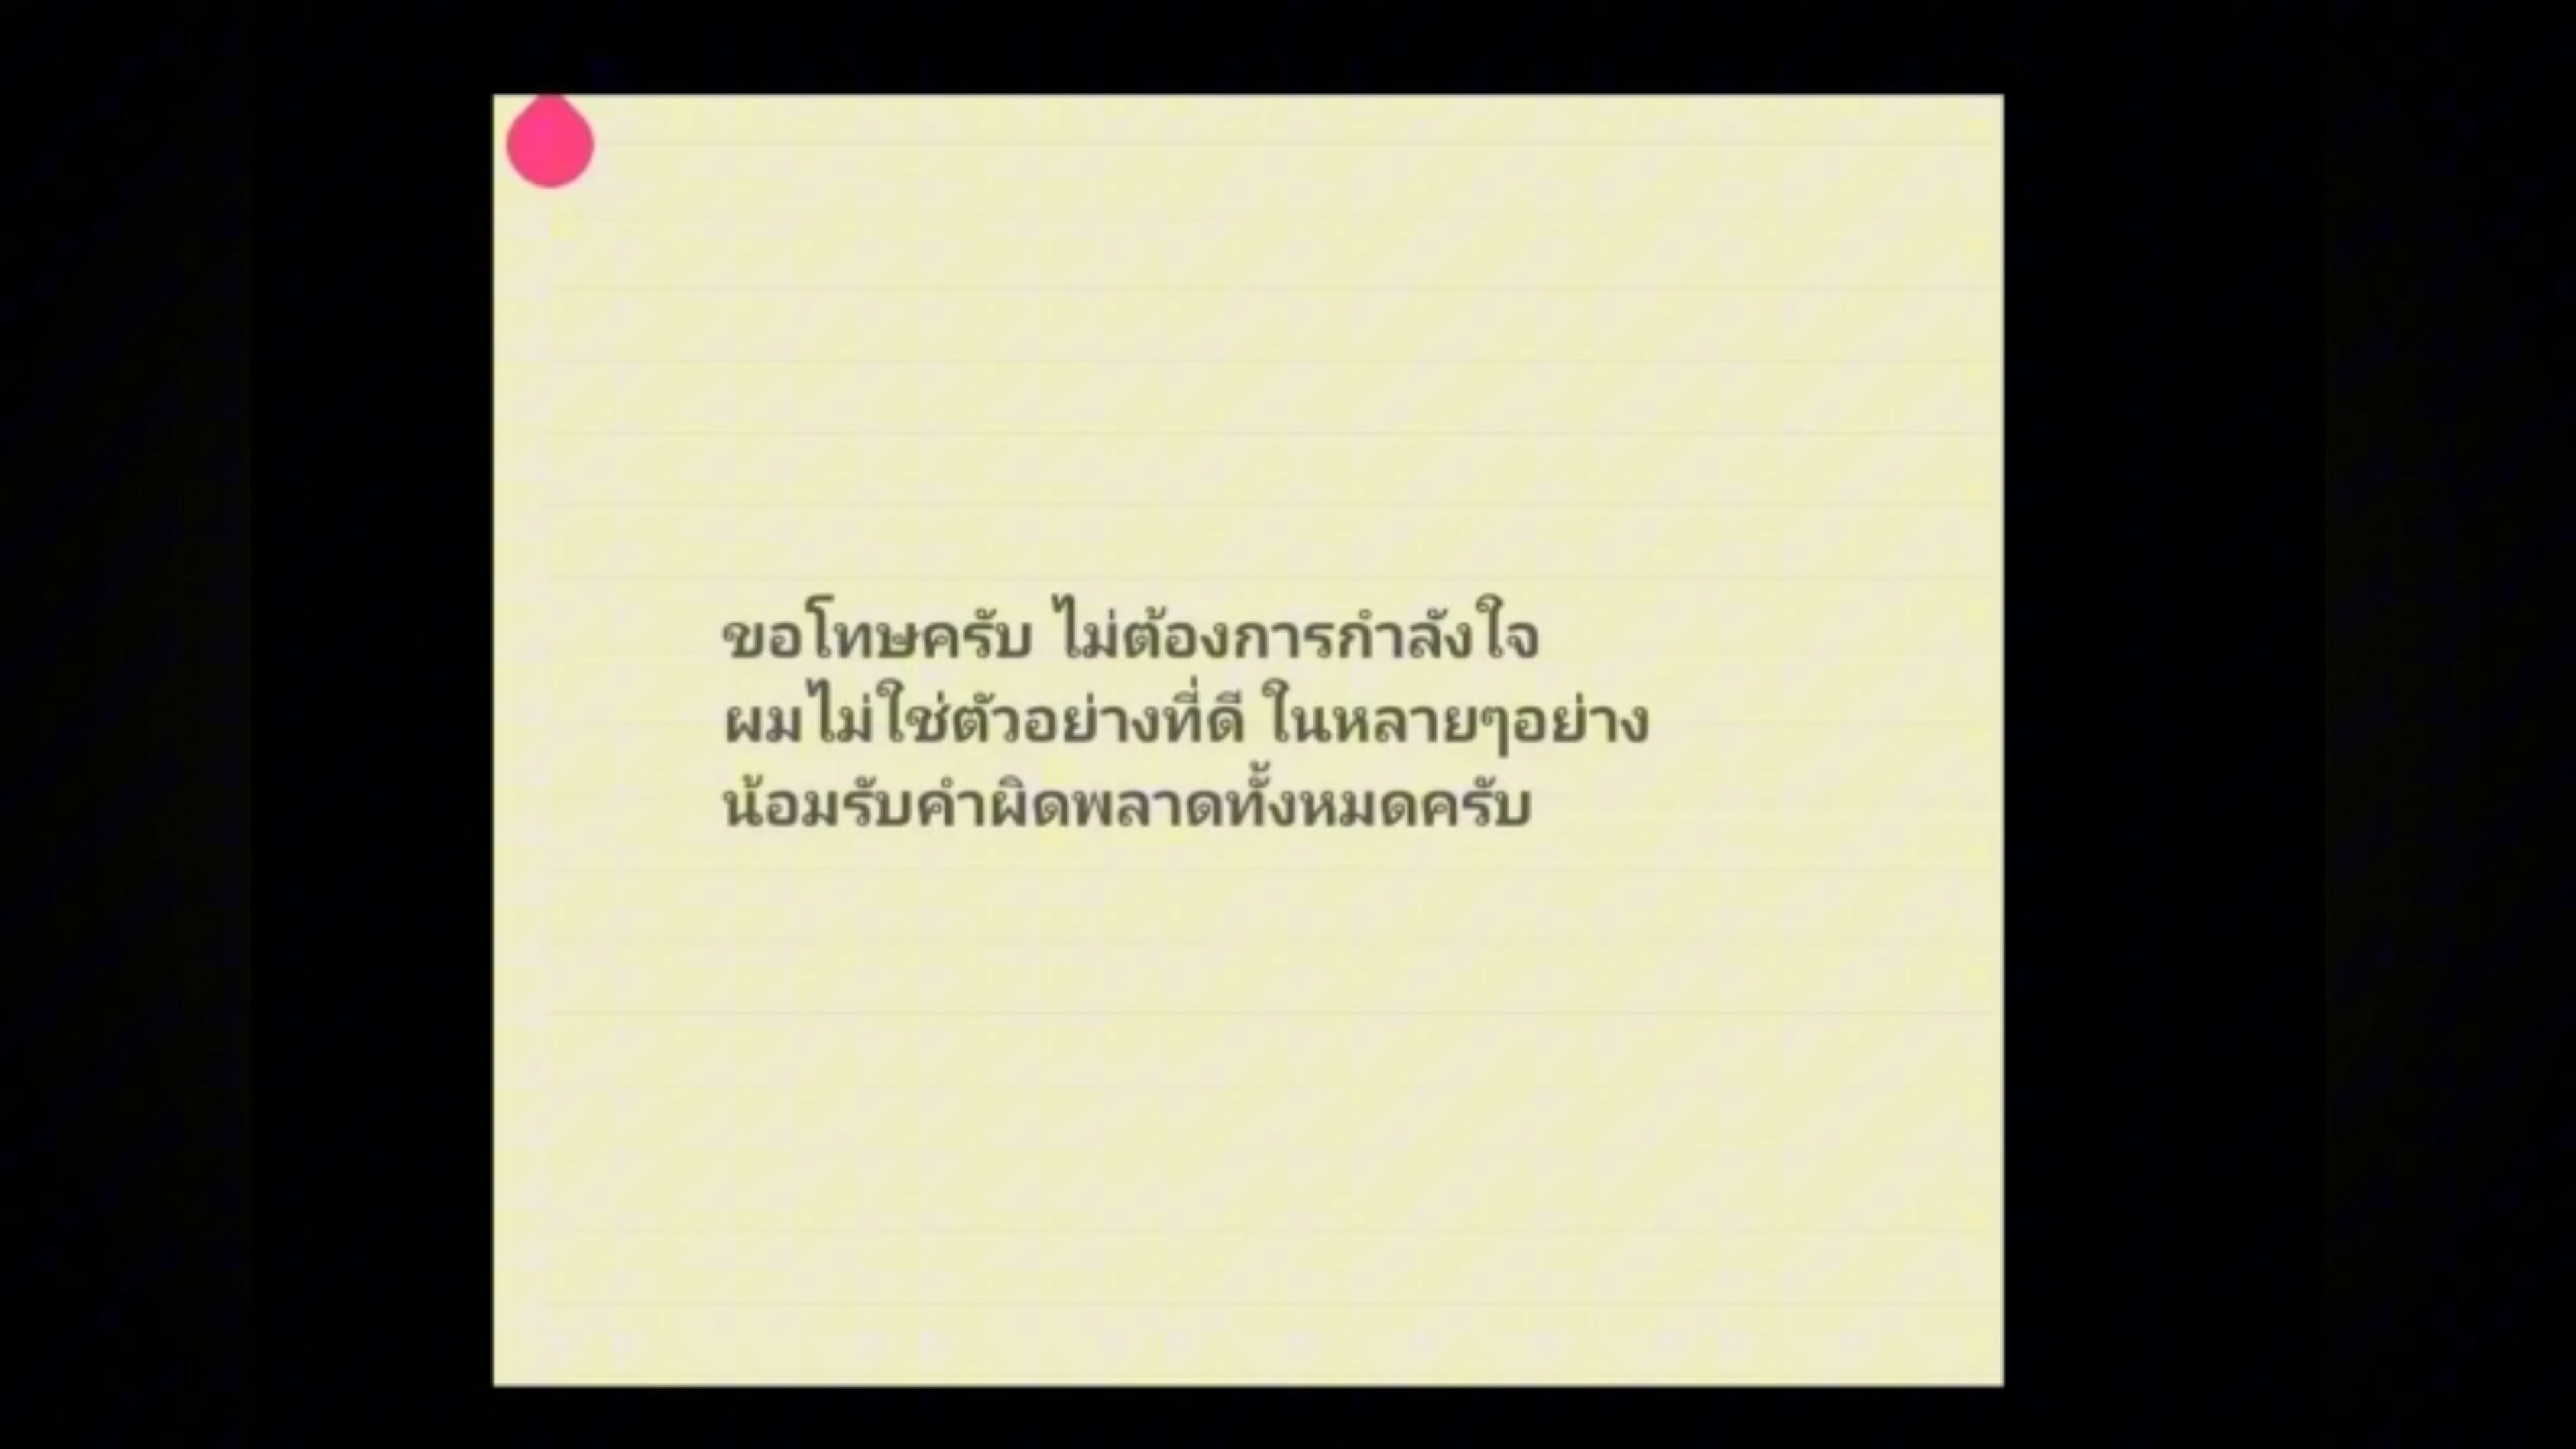 ขอโทษครับ ไม่ต้องการกำลังใจ
ผมไม่ใช่ตัวอย่างที่ดี ในหลายๆอย่าง
น้อมรับคำผิดพลาดทั้งหมดครับ